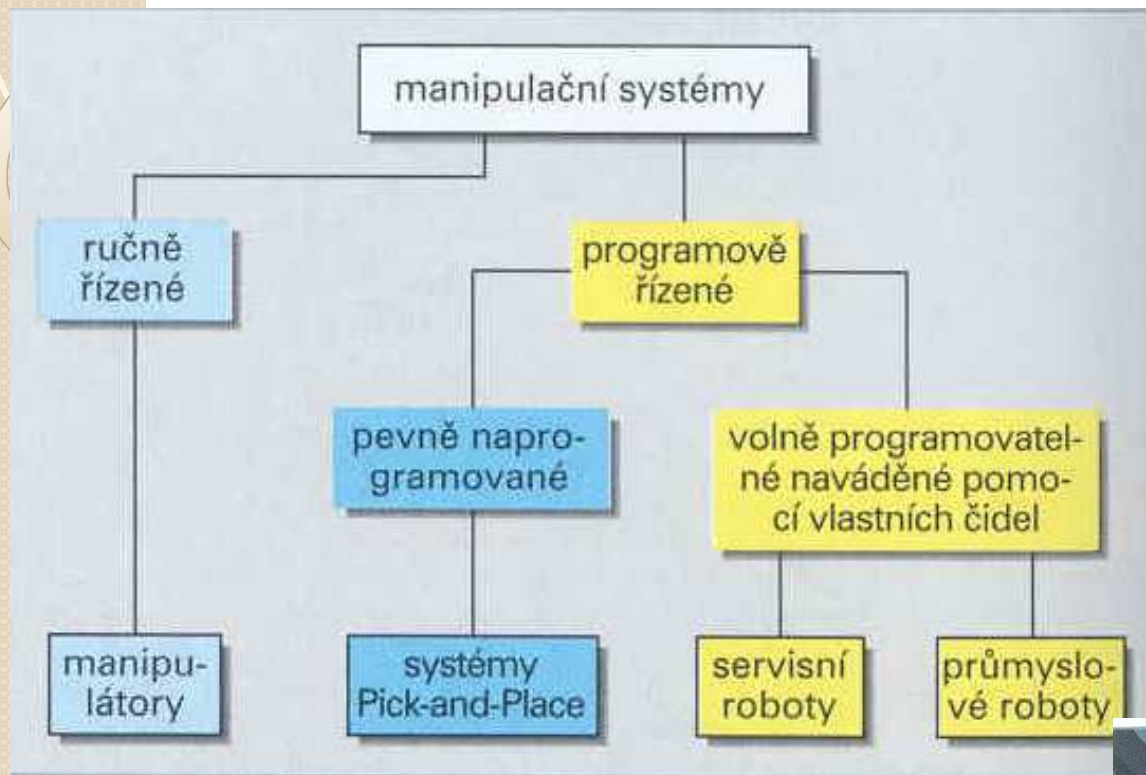 manipulační systémy
ručně
řízené
programově
řízené
pevně napro-
gramované
volně programovatel-
né naváděné pomo-
cí vlastních čidel
manipu-
látory
systémy
Pick-and-Place
servisní
roboty
průmyslo-
vé roboty